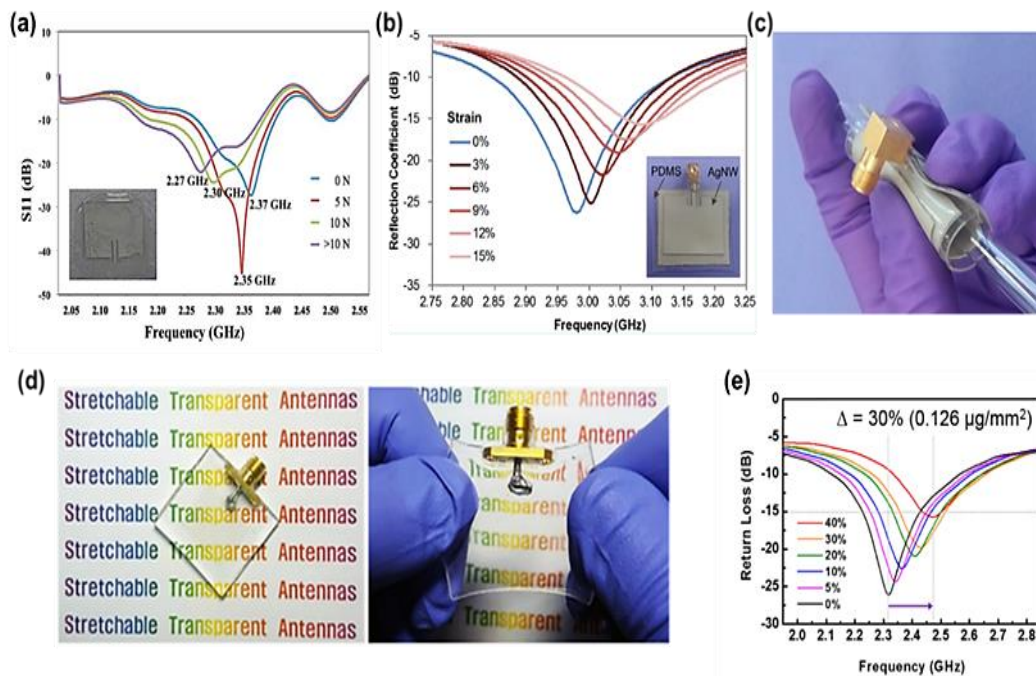 (a)
0
-10
-20
-30
-40
-50
S11 (dB)
2.05 2.10 2.15 2.20 2.25 2.30 2.35 2.40 2.45 2.50 2.55
Frequency (GHz)
2.27 GHz
2.30 GHz
2.37 GHz
2.35 GHz
0 N
5 N
10 N
>10 N
(b)
-5
-10
-15
-20
-25
-30
-35
Reflection Coefficient (dB)
2.75 2.80 2.85 2.90 2.95 3.00 3.05 3.10 3.15 3.20 3.25
Frequency(GHz)
Strain
0%
3%
6%
9%
12%
15%
PDMS
AgNW
(c)
(d)
Stretchable Transparent Antennas
Stretchable Transparent Antennas
Stretchable Transparent Antennas
Stretchable Transparent Antennas
Stretchable Transparent Antennas
Stretchable Transparent Antennas
Stretchable Transparent Antennas
(e)
Δ = 30% (0.126 µg/mm²)
0
-5
-10
-15
-20
-25
-30
Return Loss (dB)
40%
30%
20%
10%
5%
0%
2.0 2.1 2.2 2.3 2.4 2.5 2.6 2.7 2.8
Frequency (GHz)